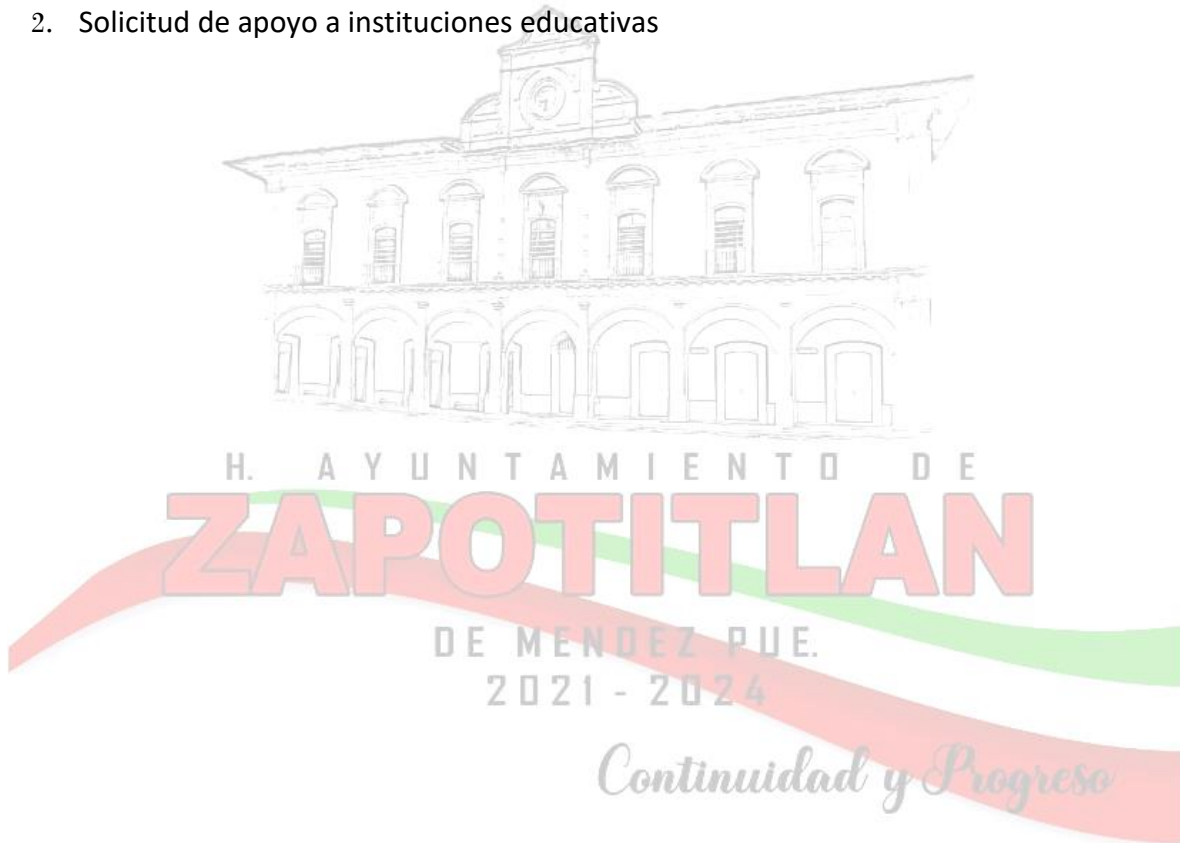 2. Solicitud de apoyo a instituciones educativas
H. AYUNTAMIENTO DE
ZAPOTITLAN
DE MENDEZ PUE.
2021 - 2024
Continuidad y Progreso